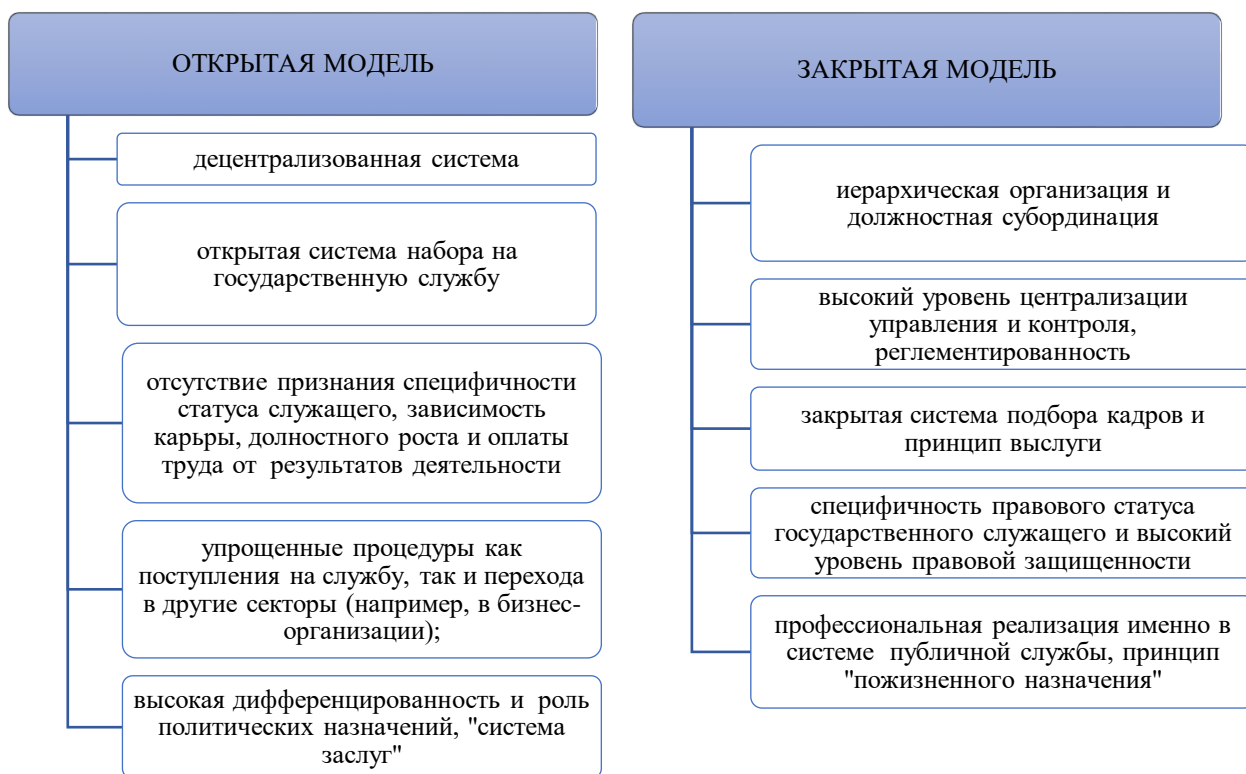 ОТКРЫТАЯ МОДЕЛЬ
децентрализованная система
открытая система набора на
государственную службу
отсутствие признания специфичности
статуса служащего, зависимость
карьры, долностного роста и оплаты
труда от результатов деятельности
упрощенные процедуры как
поступления на службу, так и перехода
в другие секторы (например, в бизнес-
организации);
высокая дифференцированность и роль
политических назначений, "система
заслуг"
ЗАКРЫТАЯ МОДЕЛЬ
иерархическая организация и
должностная субординация
высокий уровень централизации
управления и контроля,
реглементированность
закрытая система подбора кадров и
принцип выслуги
специфичность правового статуса
государственного служащего и высокий
уровень правовой защищенности
профессиональная реализация именно в
системе публичной службы, принцип
"пожизненного назначения"